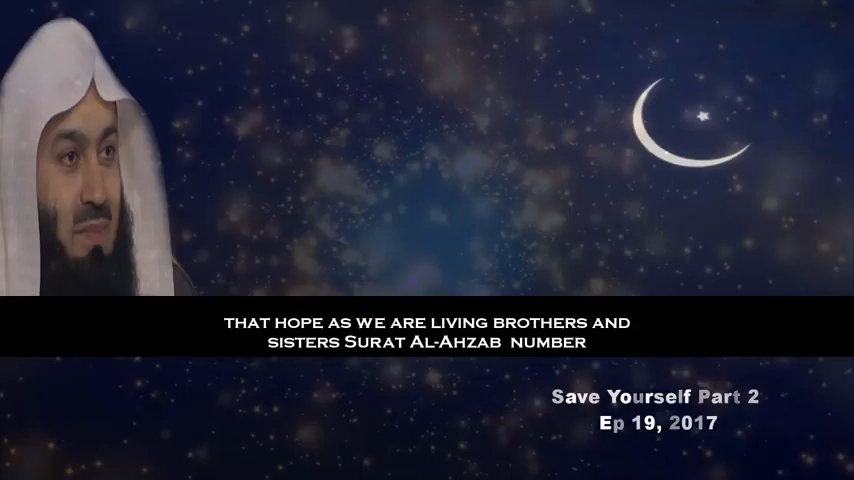 THAT HOPE AS WE ARE LIVING BROTHERS AND
SISTERS SURAT AL-AHZAB NUMBER
Save Yourself Part 2
Ep 19, 2017